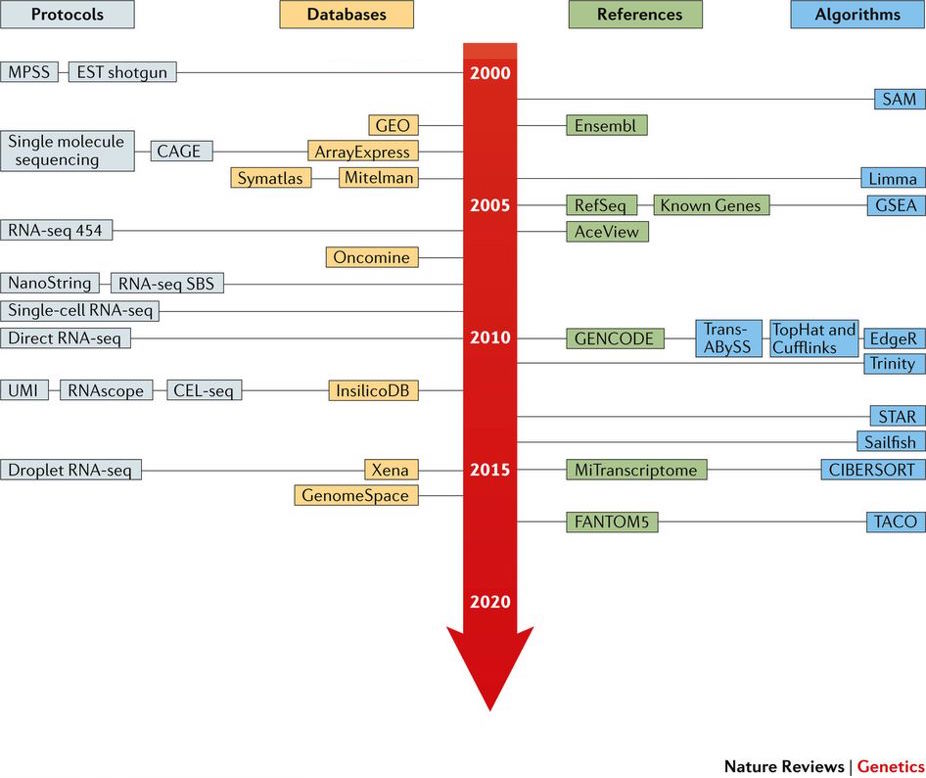 Protocols
Databases
References
Algorithms
MPSS
EST shotgun
2000
SAM
GEO
Ensembl
Single molecule
sequencing
CAGE
ArrayExpress
Symatlas
Mitelman
Limma
2005
RefSeq
Known Genes
GSEA
RNA-seq 454
AceView
Oncomine
NanoString
RNA-seq SBS
Single-cell RNA-seq
Direct RNA-seq
2010
GENCODE
Trans-
ABySS
TopHat and
Cufflinks
EdgeR
Trinity
UMI
RNAscope
CEL-seq
InsilicoDB
STAR
Sailfish
Droplet RNA-seq
Xena
2015
MiTranscriptome
CIBERSORT
GenomeSpace
FANTOM5
TACO
2020
Nature Reviews | Genetics